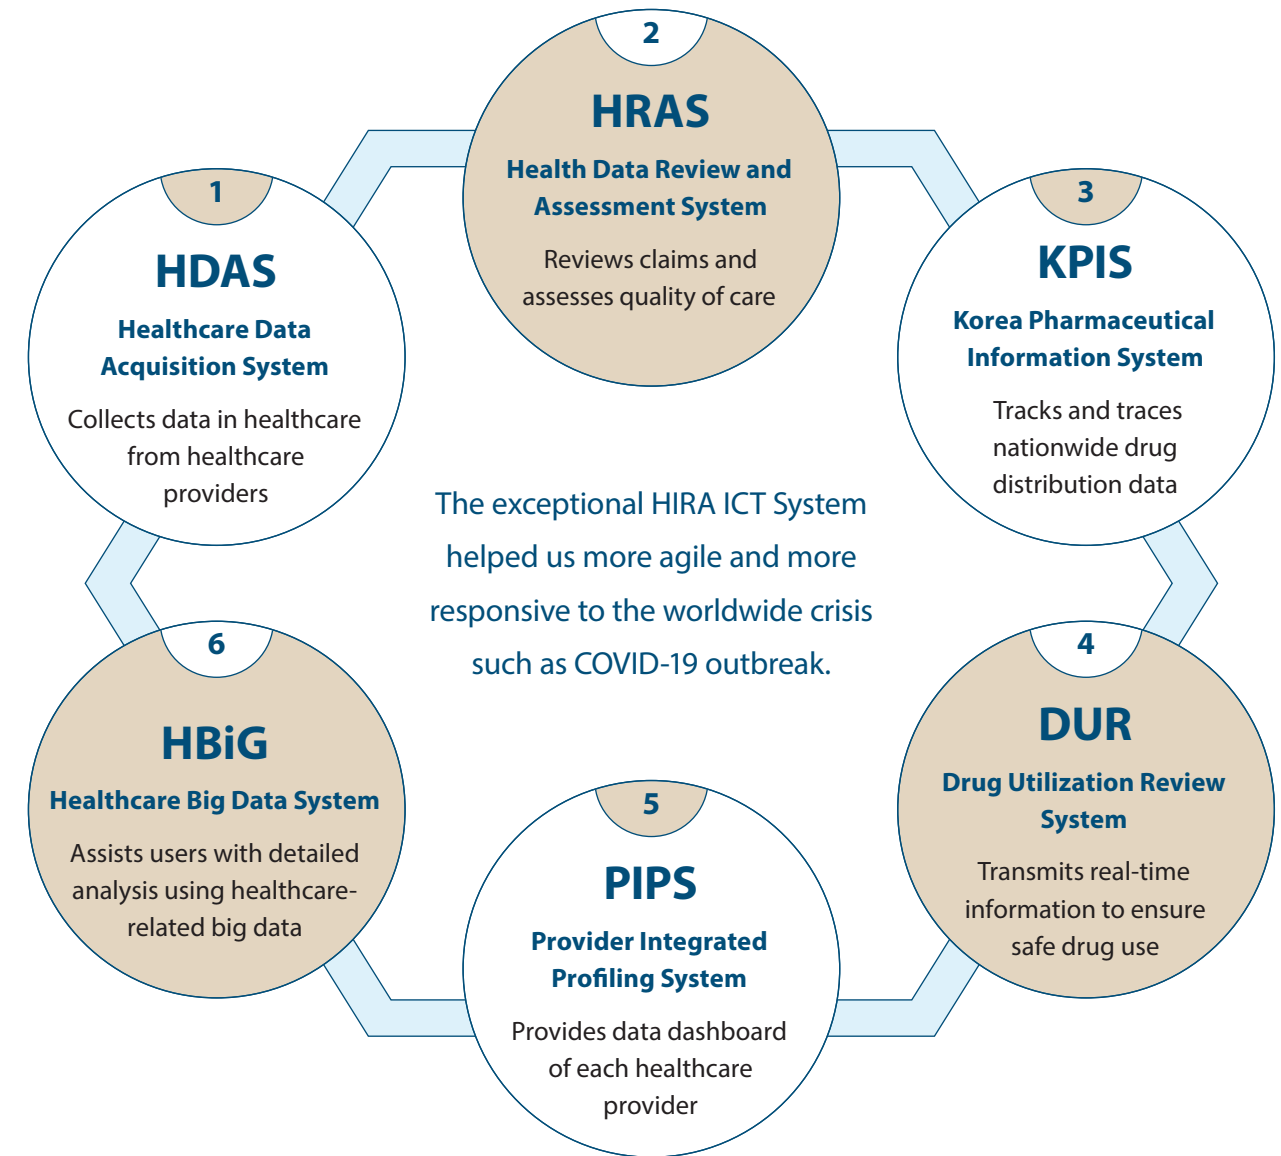 1
HDAS
Healthcare Data
Acquisition System
Collects data in healthcare
from healthcare
providers
2
HRAS
Health Data Review and
Assessment System
Reviews claims and
assesses quality of care
3
KPIS
Korea Pharmaceutical
Information System
Tracks and traces
nationwide drug
distribution data
The exceptional HIRA ICT System
helped us more agile and more
responsive to the worldwide crisis
such as COVID-19 outbreak.
4
DUR
Drug Utilization Review
System
Transmits real-time
information to ensure
safe drug use
5
PIPS
Provider Integrated
Profiling System
Provides data dashboard
of each healthcare
provider
6
HBiG
Healthcare Big Data System
Assists users with detailed
analysis using healthcare-
related big data